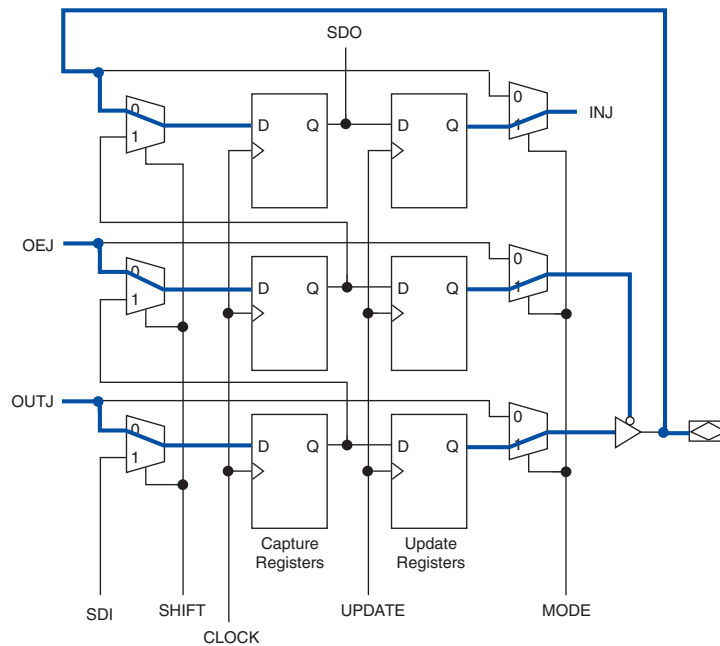 SDO
0
0
1
D
Q
D
Q
1
INJ
OEJ
0
0
1
D
Q
D
Q
1
OUTJ
0
0
1
D
Q
D
Q
1
Capture
Registers
Update
Registers
SDI
SHIFT
CLOCK
UPDATE
MODE